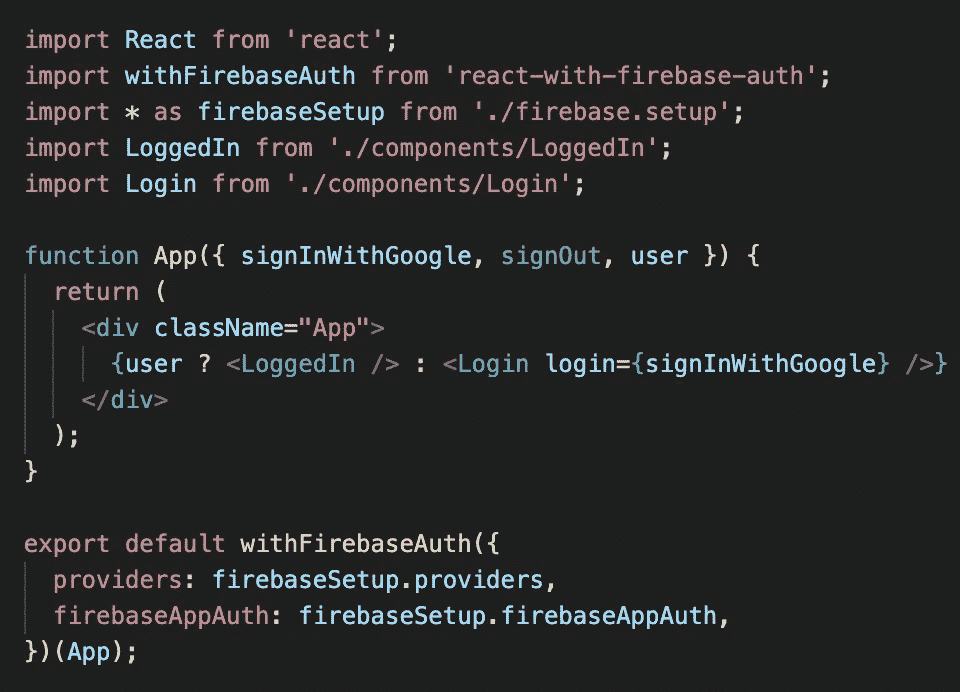 import React from 'react';
import withFirebaseAuth from 'react-with-firebase-auth';
import * as firebaseSetup from './firebase.setup';
import LoggedIn from './components/LoggedIn';
import Login from './components/Login';

function App({ signInWithGoogle, signOut, user }) {
  return (
    <div className="App">
      {user ? <LoggedIn /> : <Login login={signInWithGoogle} />}
    </div>
  );
}

export default withFirebaseAuth({
  providers: firebaseSetup.providers,
  firebaseAppAuth: firebaseSetup.firebaseAppAuth,
})(App);